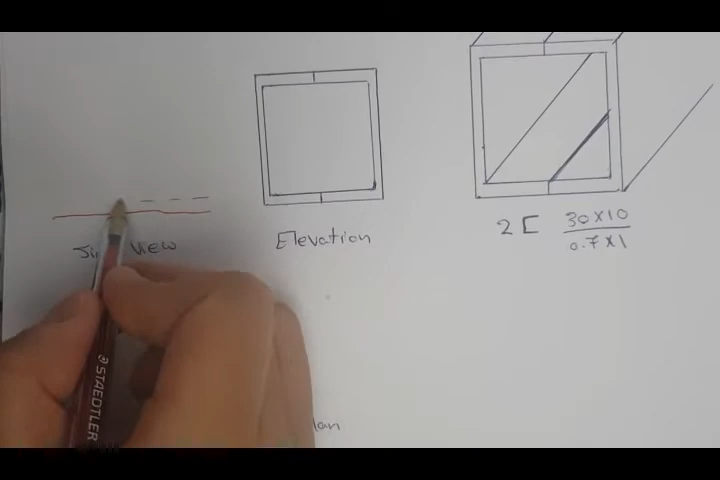 View
Elevation
2 [ 30x10
0.7x1
STAEDTLER